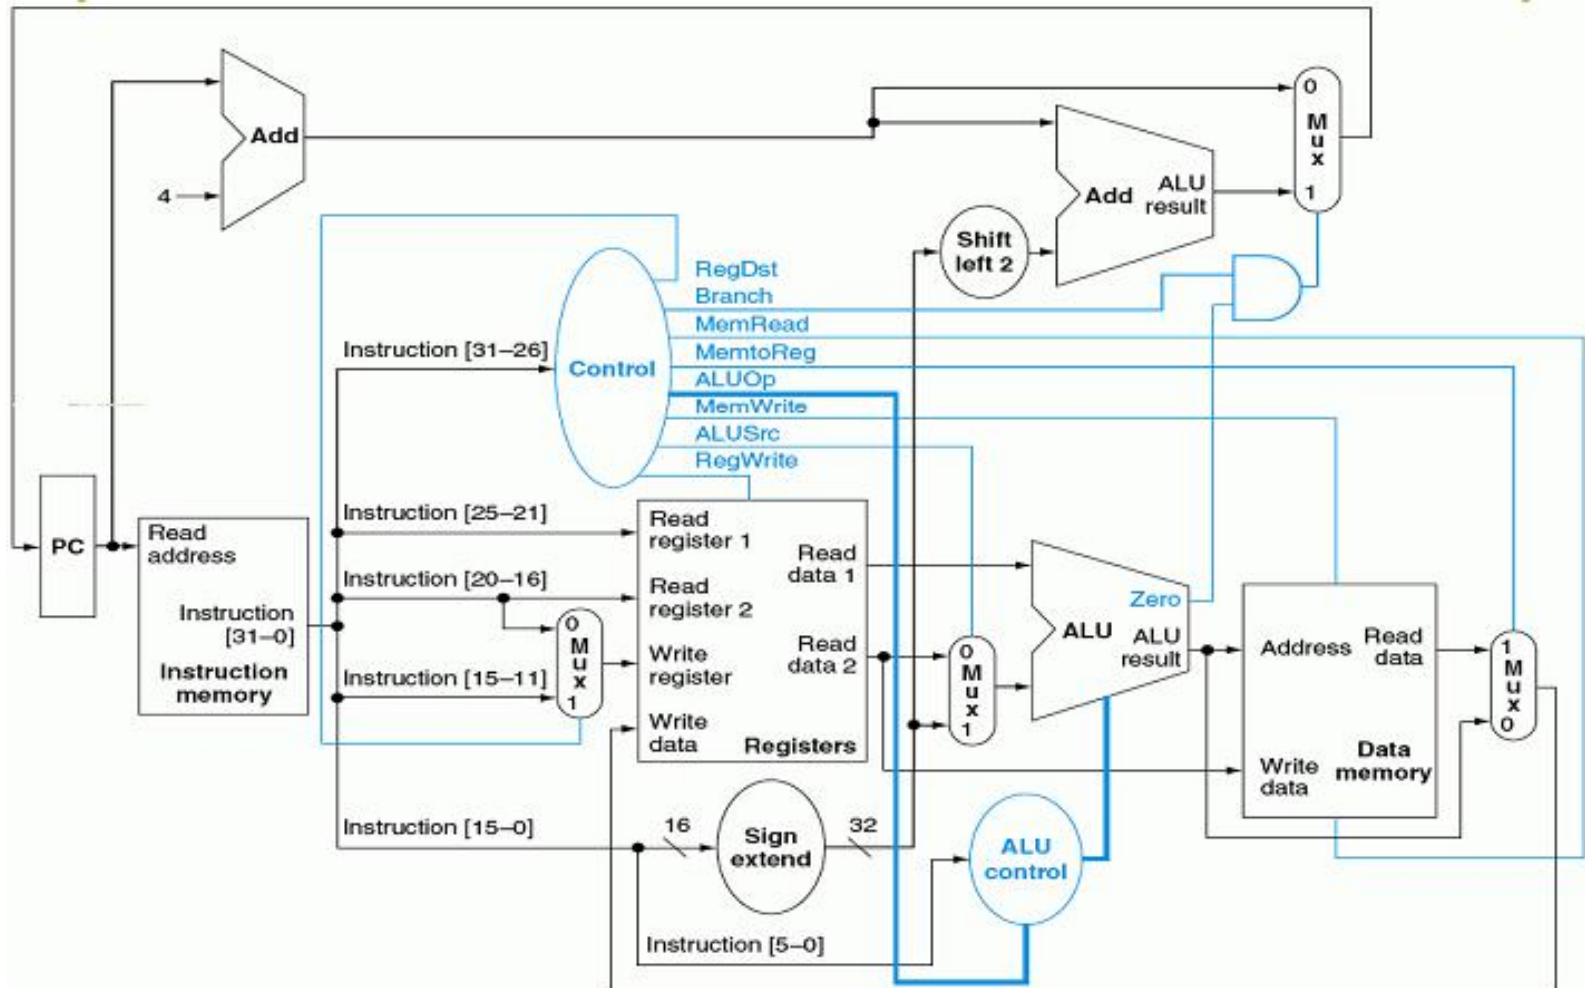 Add
4
0
M
u
x
1
Add
ALU
result
Shift
left 2
RegDst
Branch
MemRead
MemtoReg
ALUOp
MemWrite
ALUSrc
RegWrite
Control
Instruction [31–26]
Instruction [25–21]
Instruction [20–16]
Instruction [15–11]
Instruction [15–0]
Instruction [5–0]
PC
Read
address
Instruction
[31–0]
Instruction
memory
0
M
u
x
1
Read
register 1
Read
register 2
Write
register
Write
data
Read
data 1
Read
data 2
Registers
0
M
u
x
1
Zero
ALU
ALU
result
Address
Read
data
Write
data
Data
memory
1
M
u
x
0
16
Sign
extend
32
ALU
control